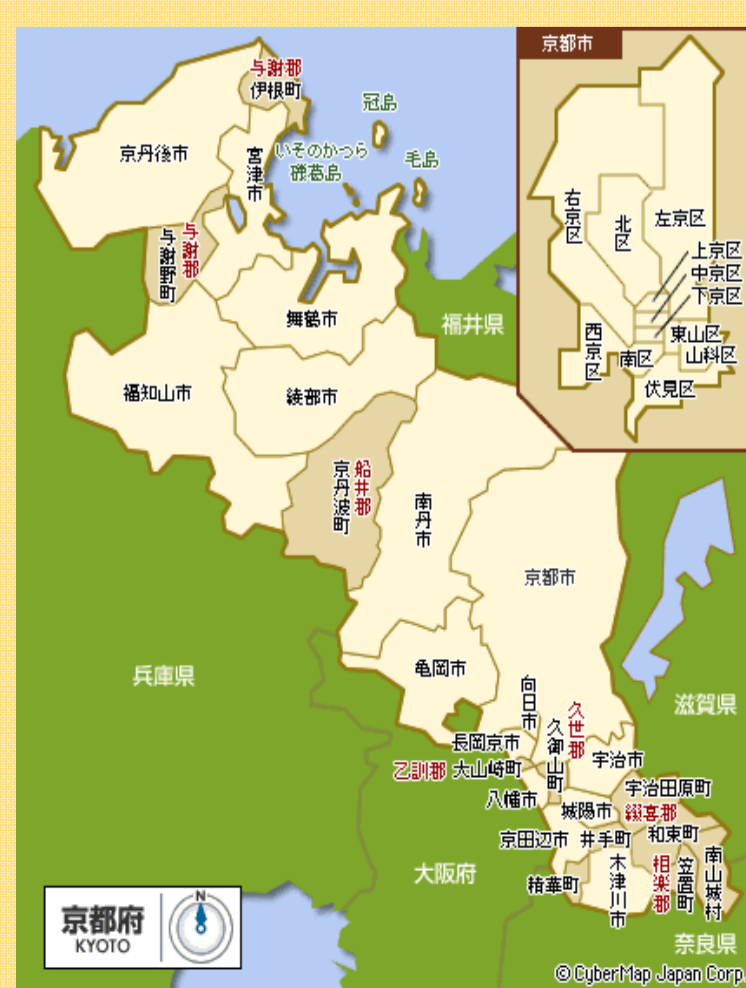 与謝郡
伊根町
冠島
京丹後市
宮津市
いそのかつら
磯葛島
毛島
与謝郡
与謝野町
舞鶴市
福井県
福知山市
綾部市
船井郡
京丹波町
南丹市
京都市
兵庫県
亀岡市
滋賀県
向日市
久世郡
久御山町
長岡京市
宇治市
乙訓郡 大山崎町
宇治田原町
八幡市
城陽市
綴喜郡
京田辺市 井手町 和東町
大阪府
精華町
木津川市
相楽郡
笠置町
南山城村
奈良県
京都市
右京区
北区
左京区
上京区
中京区
下京区
西京区
南区
東山区
山科区
伏見区
京都府
KYOTO
N
© CyberMap Japan Corp.